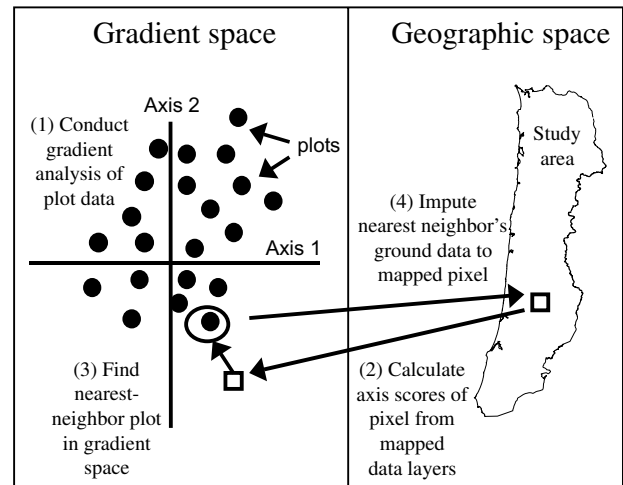 Gradient space
Axis 2
(1) Conduct
gradient
analysis of
plot data
plots
Axis 1
(3) Find
nearest-
neighbor plot
in gradient
space
Geographic space
Study
area
(4) Impute
nearest neighbor's
ground data to
mapped pixel
(2) Calculate
axis scores of
pixel from
mapped
data layers